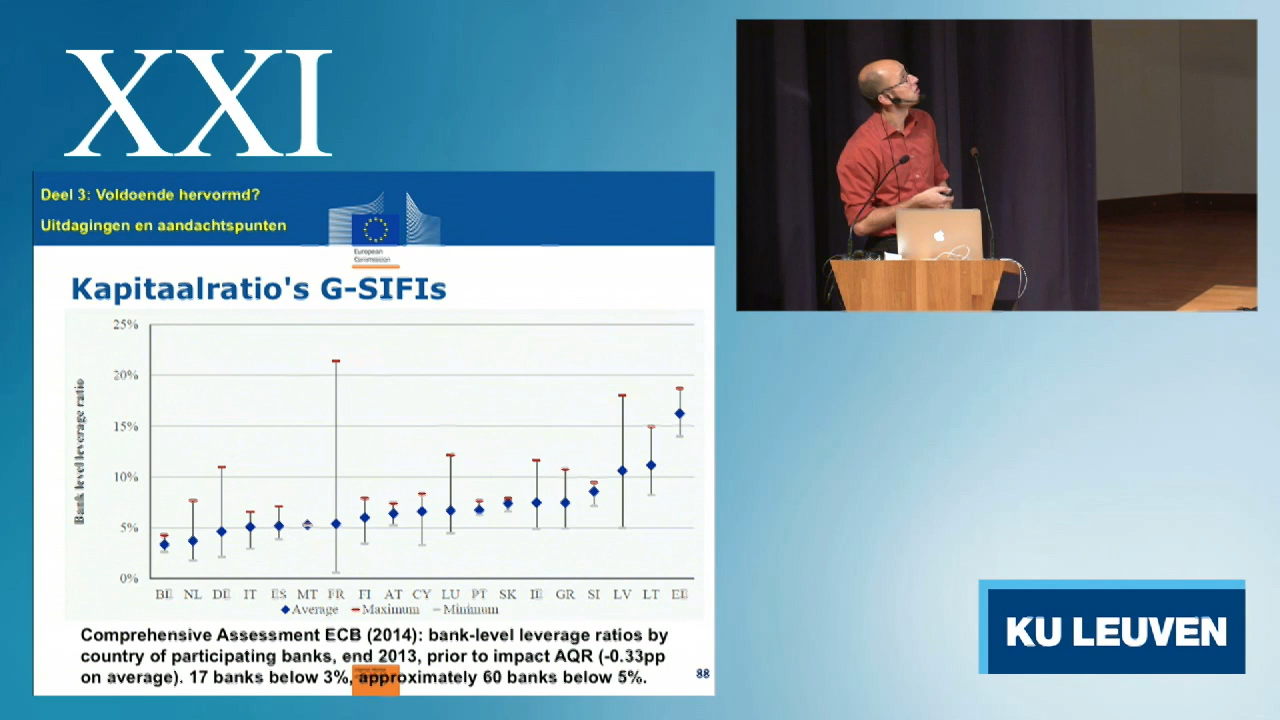 XXI
Deel 3: Voldoende hervormd?
Uitdagingen en aandachtspunten
European
Commission
Kapitaalratio's G-SIFIs
Bank level leverage ratio
25%
20%
15%
10%
5%
0%
BE NL DE IT ES MT FR FI AT CY LU PT SK IE GR SI LV LT EE
Average Maximum Minimum
Comprehensive Assessment ECB (2014): bank-level leverage ratios by
country of participating banks, end 2013, prior to impact AQR (-0.33pp
on average). 17 banks below 3%, approximately 60 banks below 5%.
88
KU LEUVEN